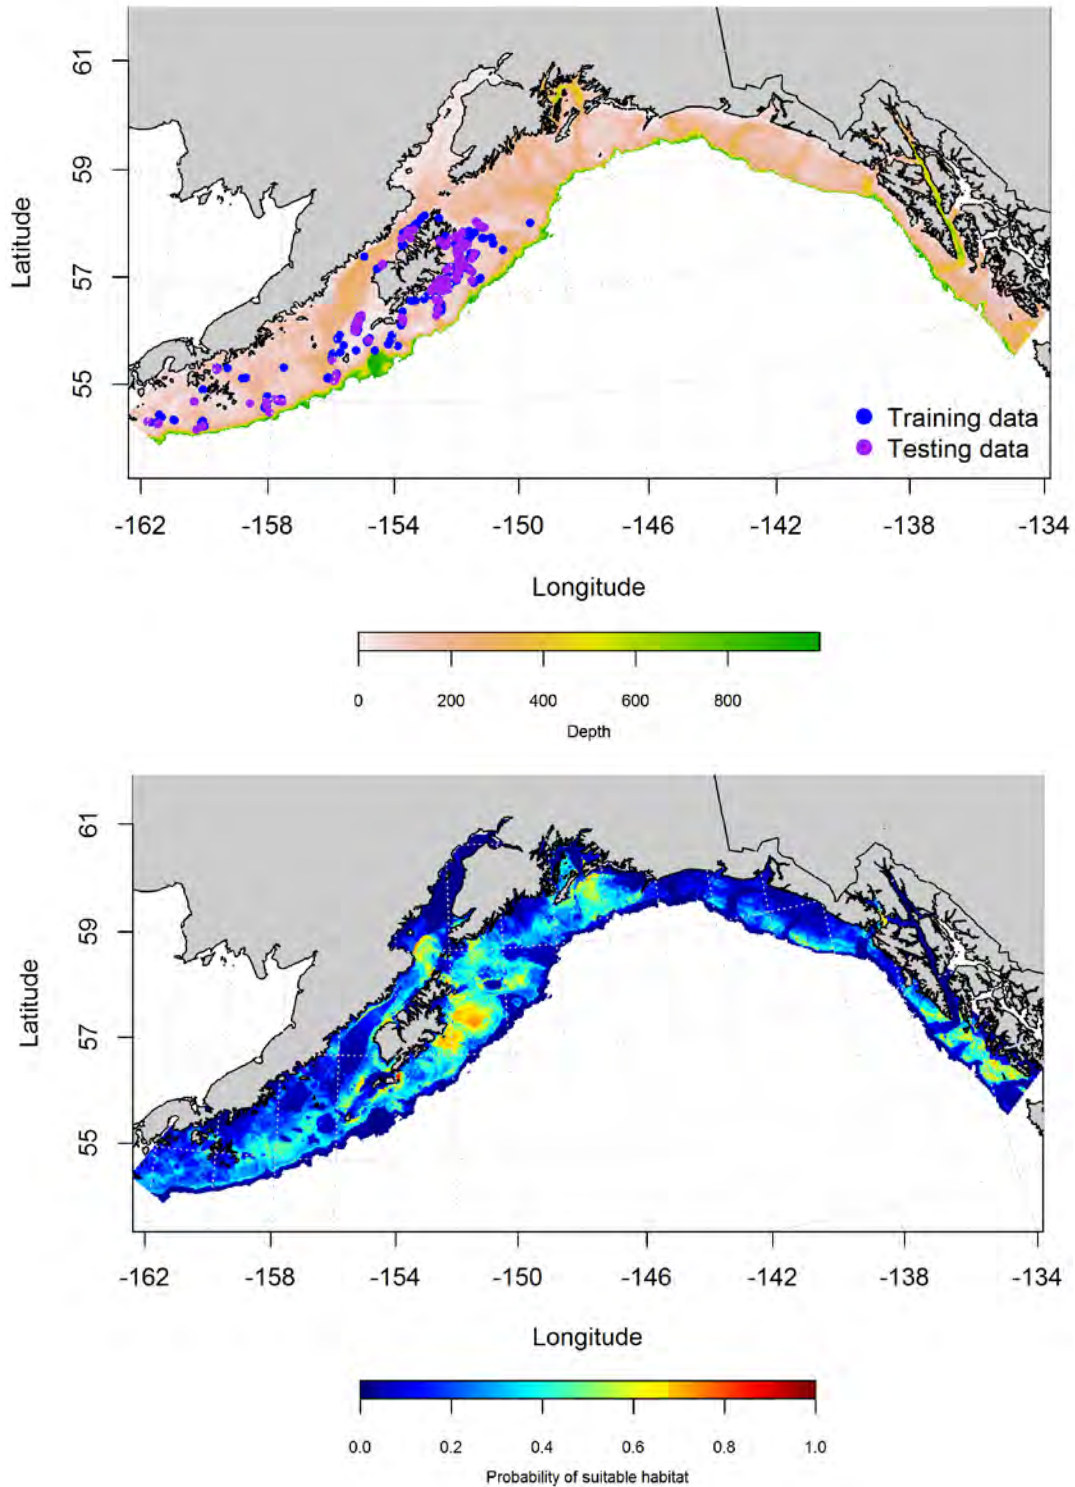 61
59
57
55
Latitude
Training data
Testing data
-162 -158 -154 -150 -146 -142 -138 -134
Longitude
0 200 400 600 800
Depth
61
59
57
55
Latitude
-162 -158 -154 -150 -146 -142 -138 -134
Longitude
0.0 0.2 0.4 0.6 0.8 1.0
Probability of suitable habitat